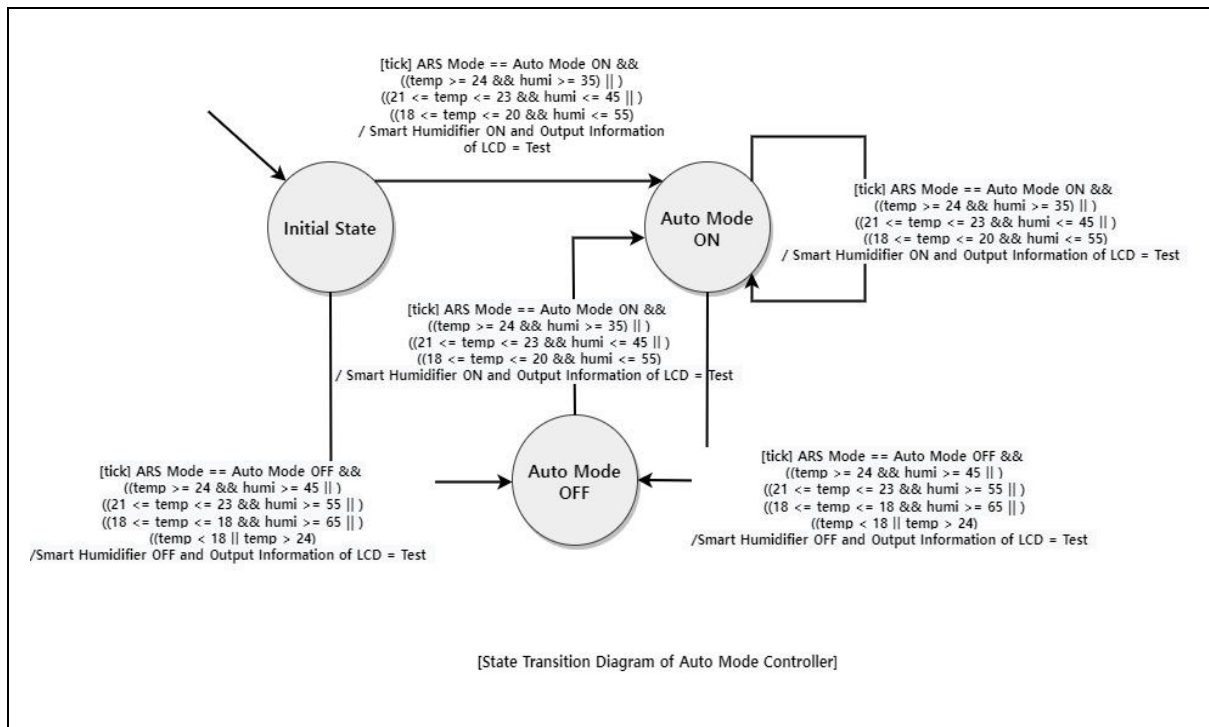 [tick] ARS Mode == Auto Mode ON &&
((temp >= 24 && humi >= 35) || )
((21 <= temp <= 23 && humi <= 45 || )
((18 <= temp <= 20 && humi <= 55)
/ Smart Humidifier ON and Output Information
of LCD = Test
Initial State
Auto Mode
ON
[tick] ARS Mode == Auto Mode ON &&
((temp >= 24 && humi >= 35) || )
((21 <= temp <= 23 && humi <= 45 || )
((18 <= temp <= 20 && humi <= 55)
/ Smart Humidifier ON and Output Information of LCD = Test
[tick] ARS Mode == Auto Mode ON &&
((temp >= 24 && humi >= 35) || )
((21 <= temp <= 23 && humi <= 45 || )
((18 <= temp <= 20 && humi <= 55)
/ Smart Humidifier ON and Output Information of LCD = Test
[tick] ARS Mode == Auto Mode OFF &&
((temp >= 24 && humi >= 45 || )
((21 <= temp <= 23 && humi >= 55 || )
((18 <= temp <= 18 && humi >= 65 || )
((temp < 18 || temp > 24)
/Smart Humidifier OFF and Output Information of LCD = Test
Auto Mode
OFF
[tick] ARS Mode == Auto Mode OFF &&
((temp >= 24 && humi >= 45 || )
((21 <= temp <= 23 && humi >= 55 || )
((18 <= temp <= 18 && humi >= 65 || )
((temp < 18 || temp > 24)
/Smart Humidifier OFF and Output Information of LCD = Test
[State Transition Diagram of Auto Mode Controller]